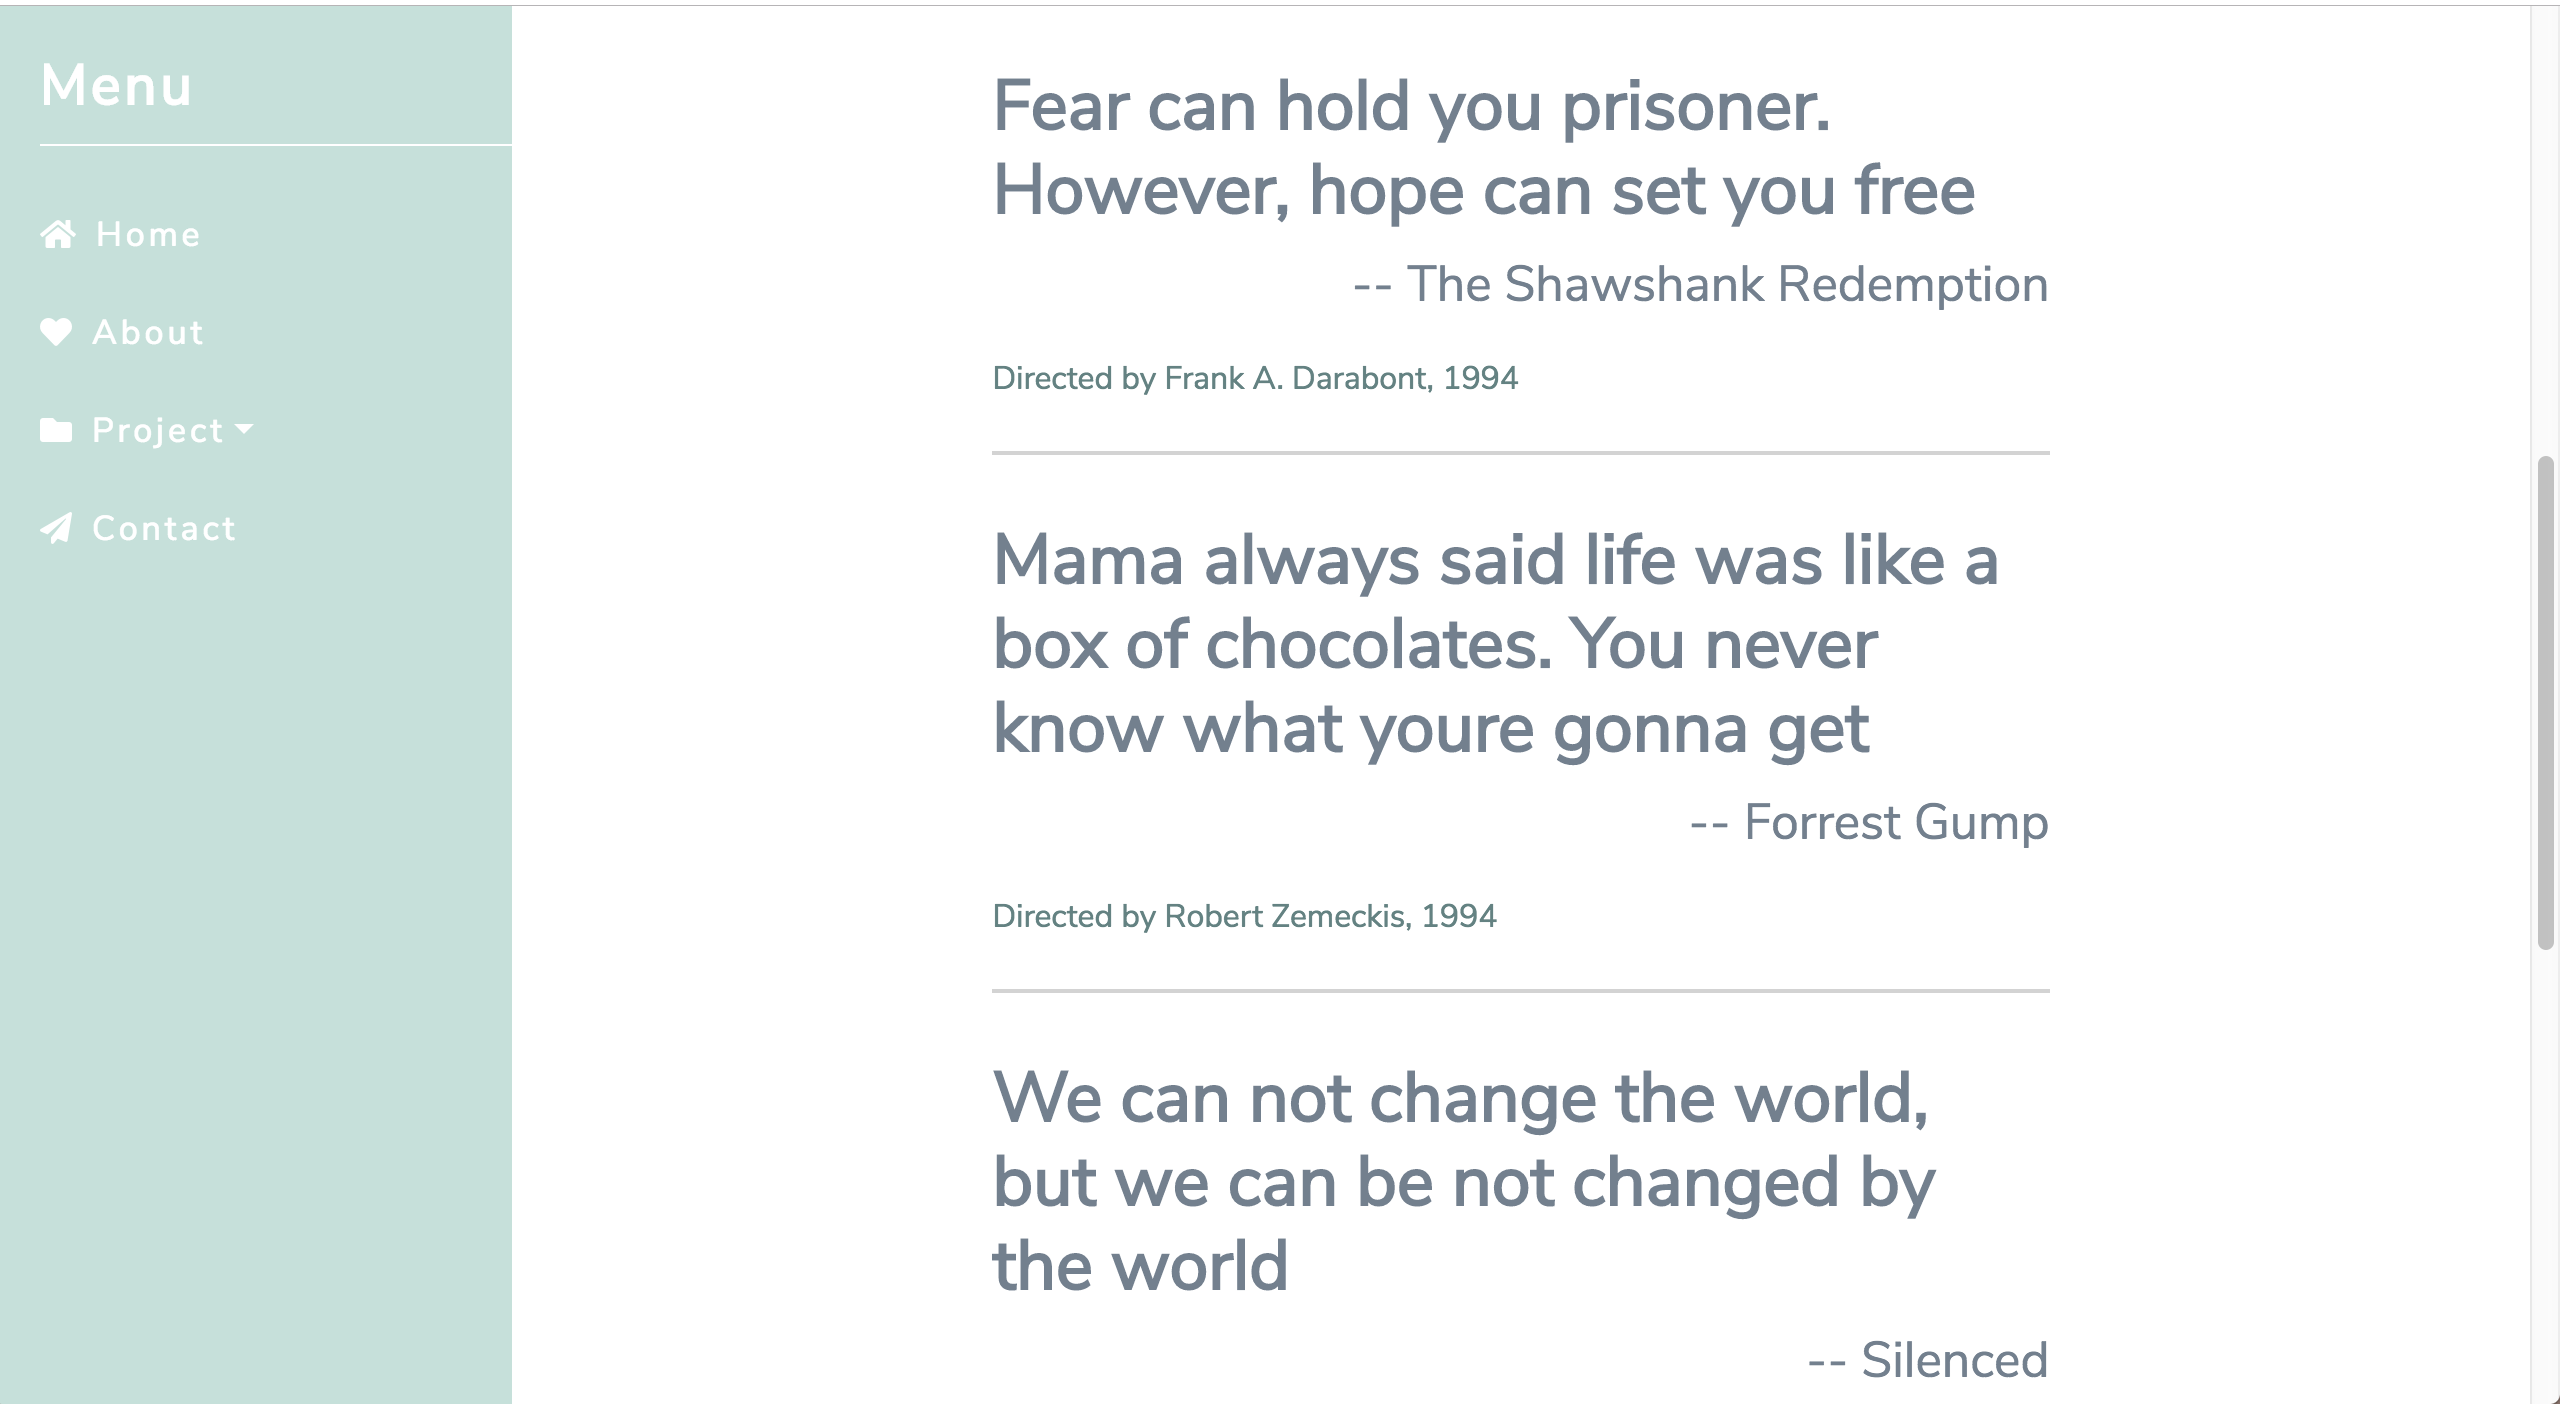 Menu
Home
About
Project
Contact
Fear can hold you prisoner.
However, hope can set you free
-- The Shawshank Redemption
Directed by Frank A. Darabont, 1994
Mama always said life was like a
box of chocolates. You never
know what youre gonna get
-- Forrest Gump
Directed by Robert Zemeckis, 1994
We can not change the world,
but we can be not changed by
the world
-- Silenced